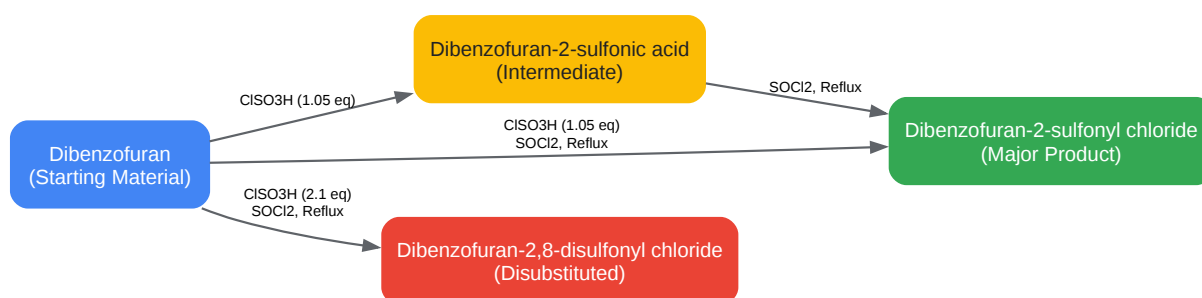 Dibenzofuran-2-sulfonic acid
(Intermediate)
SOCl2, Reflux
ClSO3H (1.05 eq)
ClSO3H (1.05 eq)
SOCl2, Reflux
Dibenzofuran-2-sulfonyl chloride
(Major Product)
Dibenzofuran
(Starting Material)
ClSO3H (2.1 eq)
SOCl2, Reflux
Dibenzofuran-2,8-disulfonyl chloride
(Disubstituted)